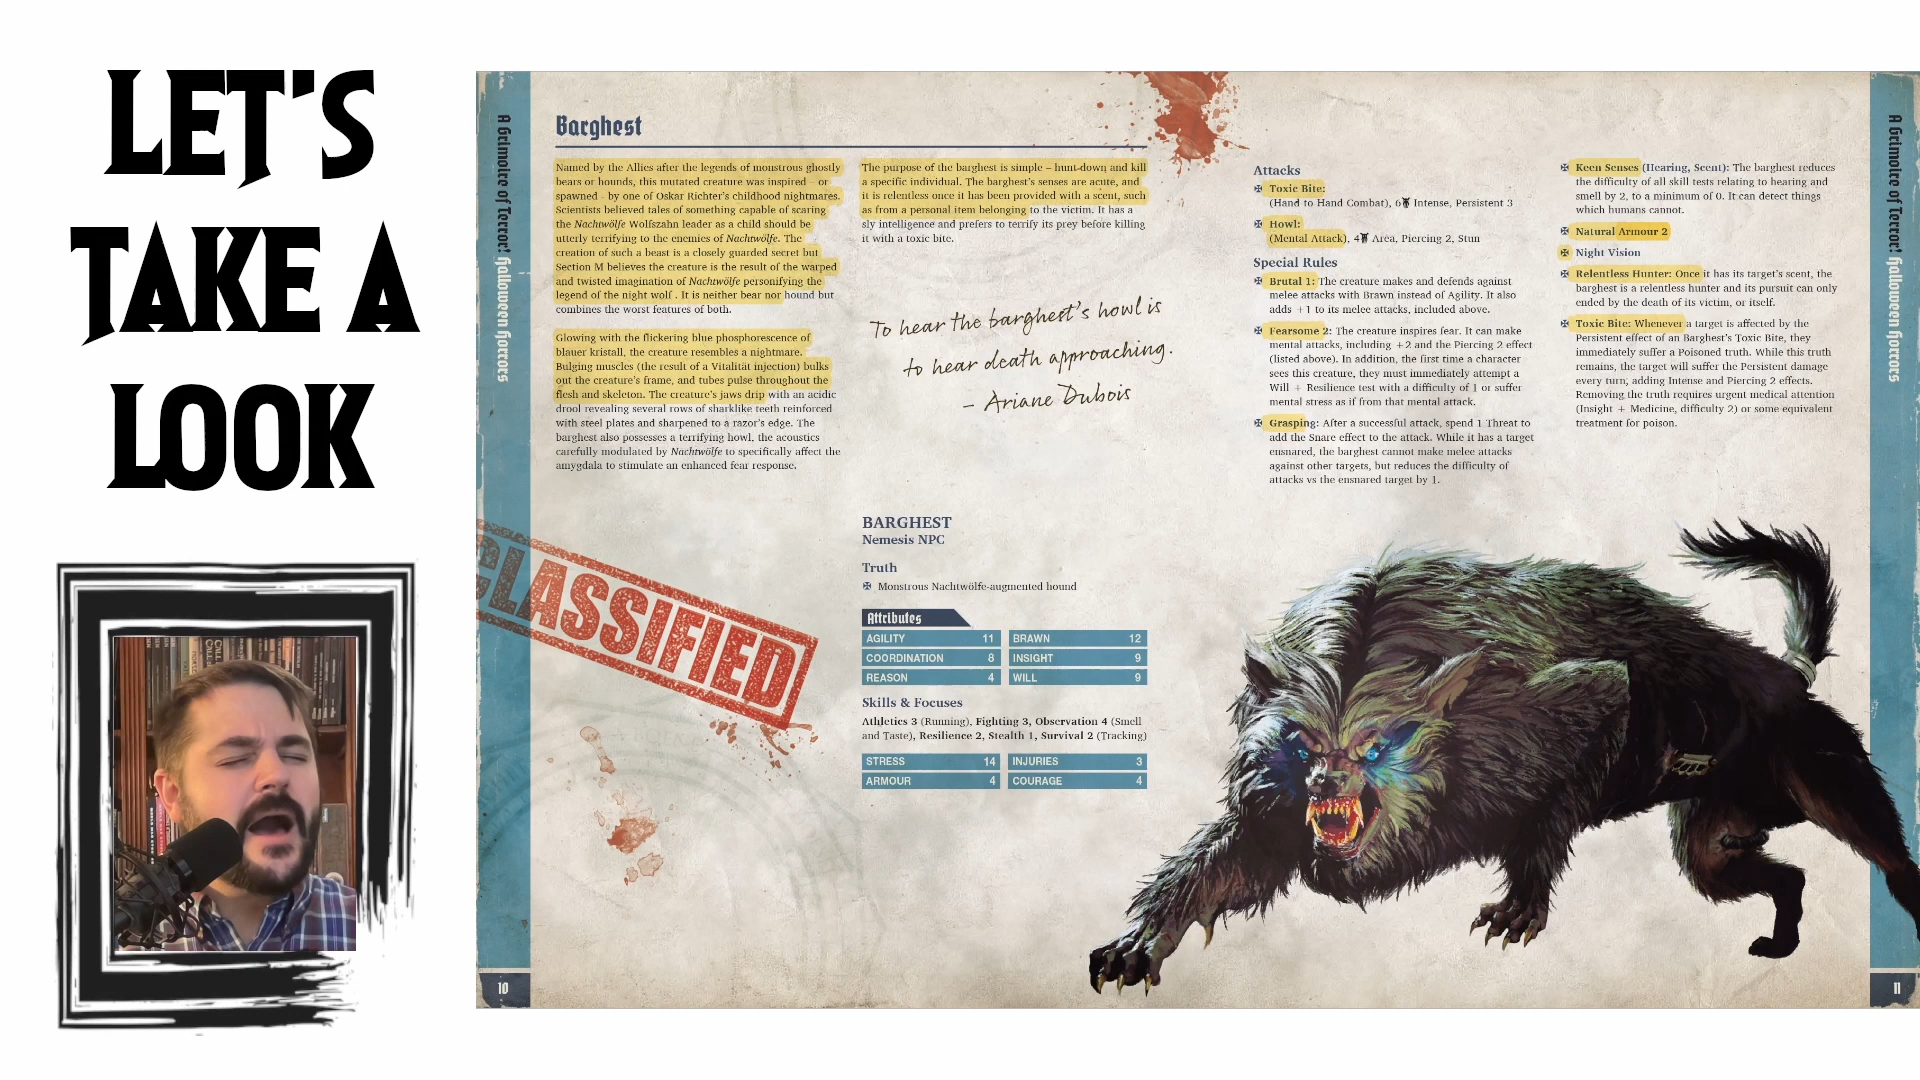 LET'S
TAKE A
LOOK
A Grimoire of Terror! Halloween Horrors
Barghest
Named by the Allies after the legends of monstrous ghostly
bears or hounds, this mutated creature was inspired – or
spawned – by one of Oskar Richter's childhood nightmares.
Scientists believed tales of something capable of scaring
the Nachtwölfe Wolfszahn leader as a child should be
utterly terrifying to the enemies of Nachtwölfe. The
creation of such a beast is a closely guarded secret but
Section M believes the creature is the result of the warped
and twisted imagination of Nachtwölfe personifying the
legend of the night wolf . It is neither bear nor hound but
combines the worst features of both.
Glowing with the flickering blue phosphorescence of
blauer kristall, the creature resembles a nightmare.
Bulging muscles (the result of a Vitalität injection) bulks
out the creature's frame, and tubes pulse throughout the
flesh and skeleton. The creature's jaws drip with an acidic
drool revealing several rows of sharklike teeth reinforced
with steel plates and sharpened to a razor's edge. The
barghest also possesses a terrifying howl, the acoustics
carefully modulated by Nachtwölfe to specifically affect the
amygdala to stimulate an enhanced fear response.
CLASSIFIED
The purpose of the barghest is simple – hunt-down and kill
a specific individual. The barghest's senses are acute, and
it is relentless once it has been provided with a scent, such
as from a personal item belonging to the victim. It has a
sly intelligence and prefers to terrify its prey before killing
it with a toxic bite.
To hear the barghest's howl is
to hear death approaching.
– Ariane Dubois
BARGHEST
Nemesis NPC
Truth
Monstrous Nachtwölfe-augmented hound
Attributes
AGILITY 11 BRAWN 12
COORDINATION 8 INSIGHT 9
REASON 4 WILL 9
Skills & Focuses
Athletics 3 (Running), Fighting 3, Observation 4 (Smell
and Taste), Resilience 2, Stealth 1, Survival 2 (Tracking)
STRESS 14 INJURIES 3
ARMOUR 4 COURAGE 4
10
Attacks
Toxic Bite:
(Hand to Hand Combat), 6 Intense, Persistent 3
Howl:
(Mental Attack), 4 Area, Piercing 2, Stun
Special Rules
Brutal 1: The creature makes and defends against
melee attacks with Brawn instead of Agility. It also
adds +1 to its melee attacks, included above.
Fearsome 2: The creature inspires fear. It can make
mental attacks, including +2 and the Piercing 2 effect
(listed above). In addition, the first time a character
sees this creature, they must immediately attempt a
Will + Resilience test with a difficulty of 1 or suffer
mental stress as if from that mental attack.
Grasping: After a successful attack, spend 1 Threat to
add the Snare effect to the attack. While it has a target
ensnared, the barghest cannot make melee attacks
against other targets, but reduces the difficulty of
attacks vs the ensnared target by 1.
Keen Senses (Hearing, Scent): The barghest reduces
the difficulty of all skill tests relating to hearing and
smell by 2, to a minimum of 0. It can detect things
which humans cannot.
Natural Armour 2
Night Vision
Relentless Hunter: Once it has its target's scent, the
barghest is a relentless hunter and its pursuit can only
ended by the death of its victim, or itself.
Toxic Bite: Whenever a target is affected by the
Persistent effect of an Barghest's Toxic Bite, they
immediately suffer a Poisoned truth. While this truth
remains, the target will suffer the Persistent damage
every turn, adding Intense and Piercing 2 effects.
Removing the truth requires urgent medical attention
(Insight + Medicine, difficulty 2) or some equivalent
treatment for poison.
A Grimoire of Terror! Halloween Horrors
11